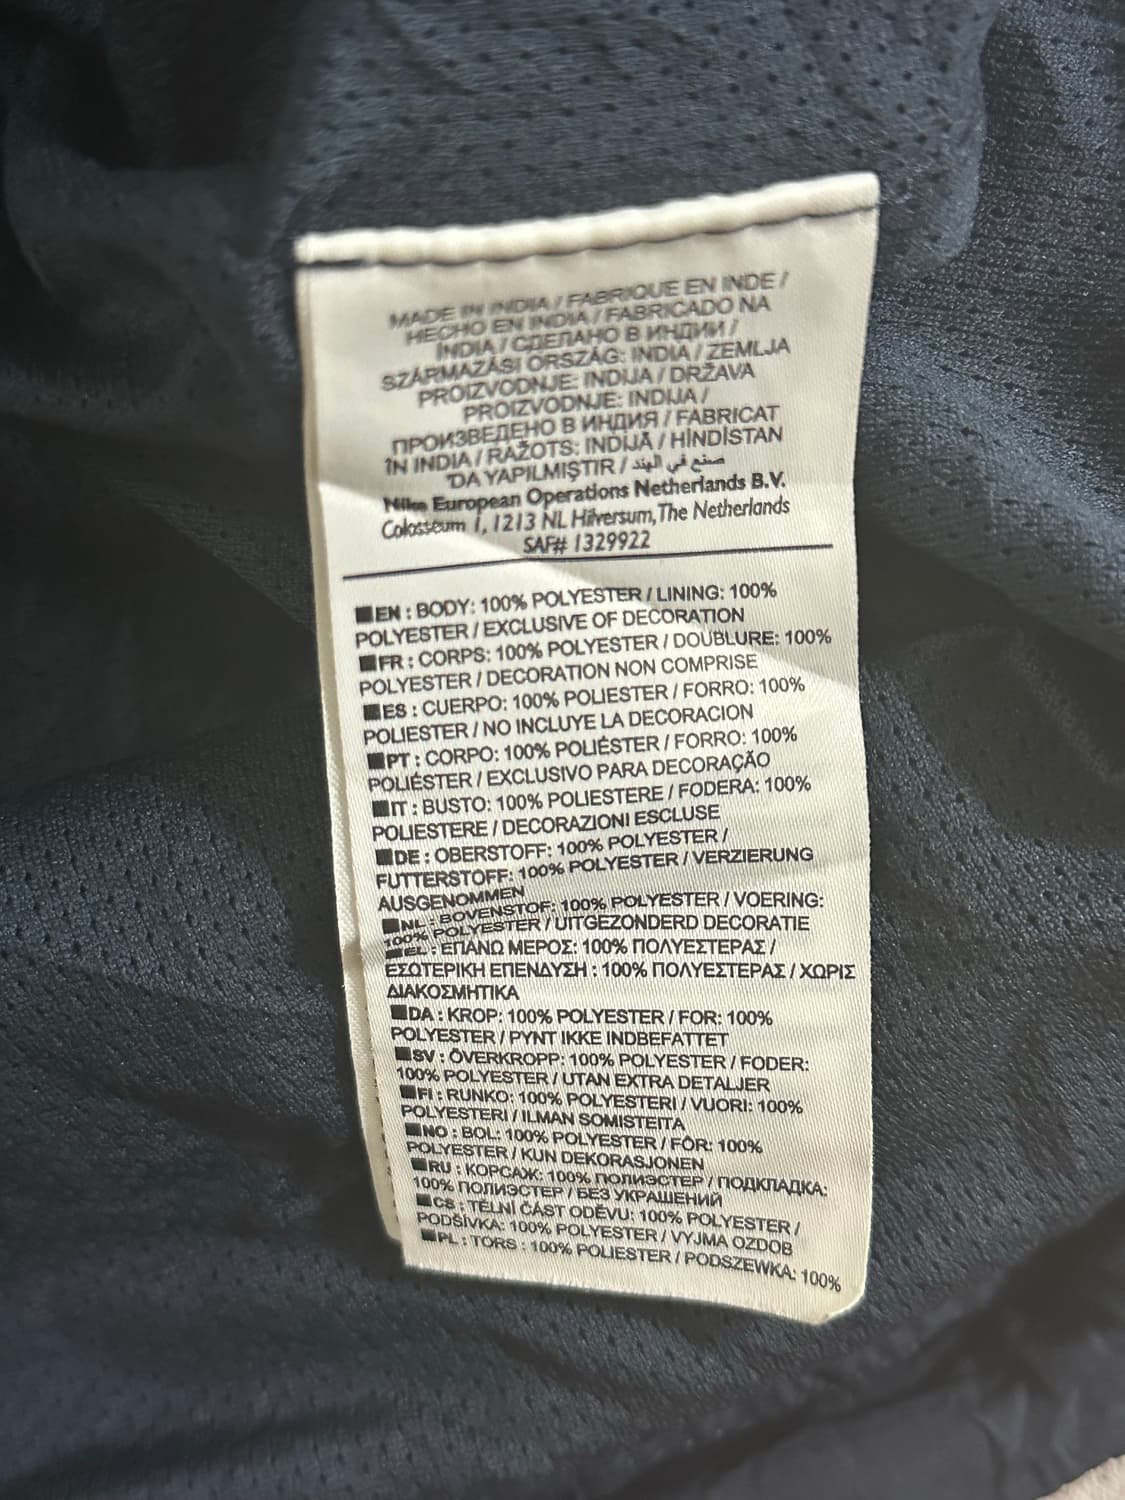 MADE IN INDIA / FABRIQUE EN INDE /
HECHO EN INDIA / FABRICADO NA
ÍNDIA / СДЕЛАНО В ИНДИИ /
SZÁRMAZÁSI ORSZÁG: INDIA / ZEMLJA
PROIZVODNJE: INDIJA / DRŽAVA
PROIZVODNJE: INDIJA /
ПРОИЗВЕДЕНО В ИНДИЯ / FABRICAT
ÎN INDIA / RAŽOTS: INDIJĀ / HİNDİSTAN
'DA YAPILMIŞTIR / صنع في الهند
Nike European Operations Netherlands B.V.
Colosseum 1, 1213 NL Hilversum, The Netherlands
SAF# 1329922
■EN : BODY: 100% POLYESTER / LINING: 100%
POLYESTER / EXCLUSIVE OF DECORATION
■FR : CORPS: 100% POLYESTER / DOUBLURE: 100%
POLYESTER / DECORATION NON COMPRISE
■ES : CUERPO: 100% POLIESTER / FORRO: 100%
POLIESTER / NO INCLUYE LA DECORACION
■PT : CORPO: 100% POLIÉSTER / FORRO: 100%
POLIÉSTER / EXCLUSIVO PARA DECORAÇÃO
■IT : BUSTO: 100% POLIESTERE / FODERA: 100%
POLIESTERE / DECORAZIONI ESCLUSE
■DE : OBERSTOFF: 100% POLYESTER /
FUTTERSTOFF: 100% POLYESTER / VERZIERUNG
AUSGENOMMEN
■NL : BOVENSTOF: 100% POLYESTER / VOERING:
100% POLYESTER / UITGEZONDERD DECORATIE
■EL : ΕΠΑΝΩ ΜΕΡΟΣ: 100% ΠΟΛΥΕΣΤΕΡΑΣ /
ΕΣΩΤΕΡΙΚΗ ΕΠΕΝΔΥΣΗ : 100% ΠΟΛΥΕΣΤΕΡΑΣ / ΧΩΡΙΣ
ΔΙΑΚΟΣΜΗΤΙΚΑ
■DA : KROP: 100% POLYESTER / FOR: 100%
POLYESTER / PYNT IKKE INDBEFATTET
■SV : ÖVERKROPP: 100% POLYESTER / FODER:
100% POLYESTER / UTAN EXTRA DETALJER
■FI : RUNKO: 100% POLYESTERI / VUORI: 100%
POLYESTERI / ILMAN SOMISTEITA
■NO : BOL: 100% POLYESTER / FÔR: 100%
POLYESTER / KUN DEKORASJONEN
■RU : КОРСАЖ: 100% ПОЛИЭСТЕР / ПОДКЛАДКА:
100% ПОЛИЭСТЕР / БЕЗ УКРАШЕНИЙ
■CS : TĚLNÍ ČÁST ODĚVU: 100% POLYESTER /
PODŠÍVKA: 100% POLYESTER / VYJMA OZDOB
■PL : TORS : 100% POLIESTER / PODSZEWKA: 100%